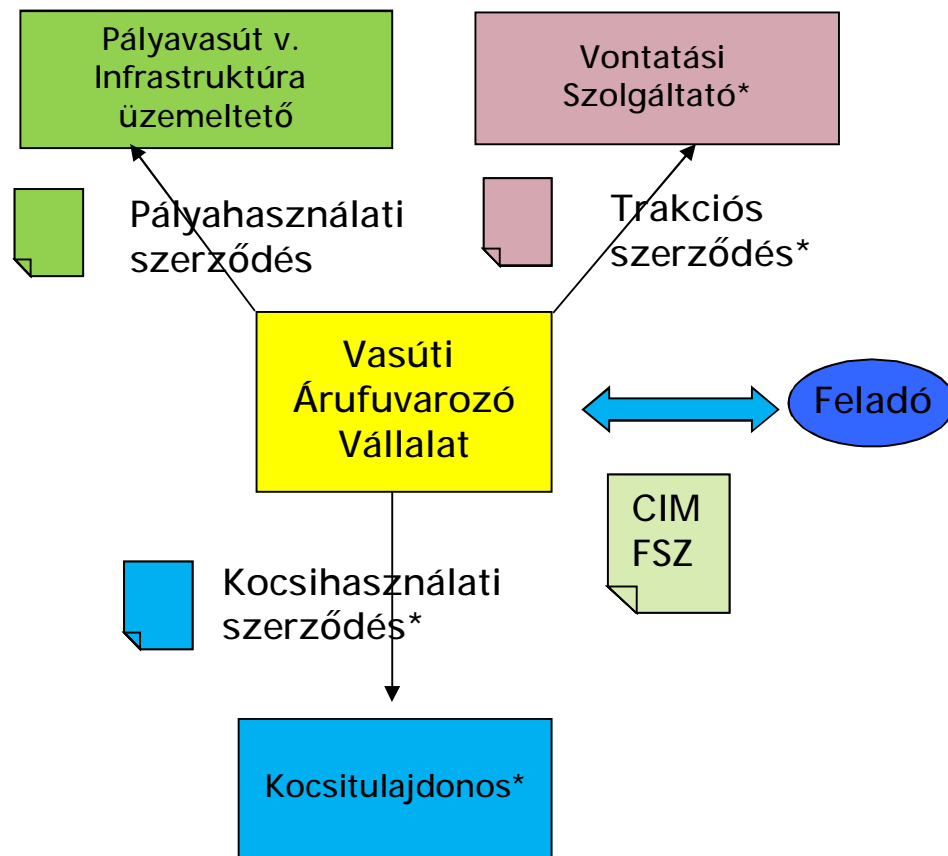 Pályavasút v.
Infrastruktúra
üzemeltető
Vontatási
Szolgáltató*
Pályahasználati
szerződés
Trakciós
szerződés*
Vasúti
Árufuvarozó
Vállalat
Feladó
CIM
FSZ
Kocsihasználati
szerződés*
Kocsitulajdonos*